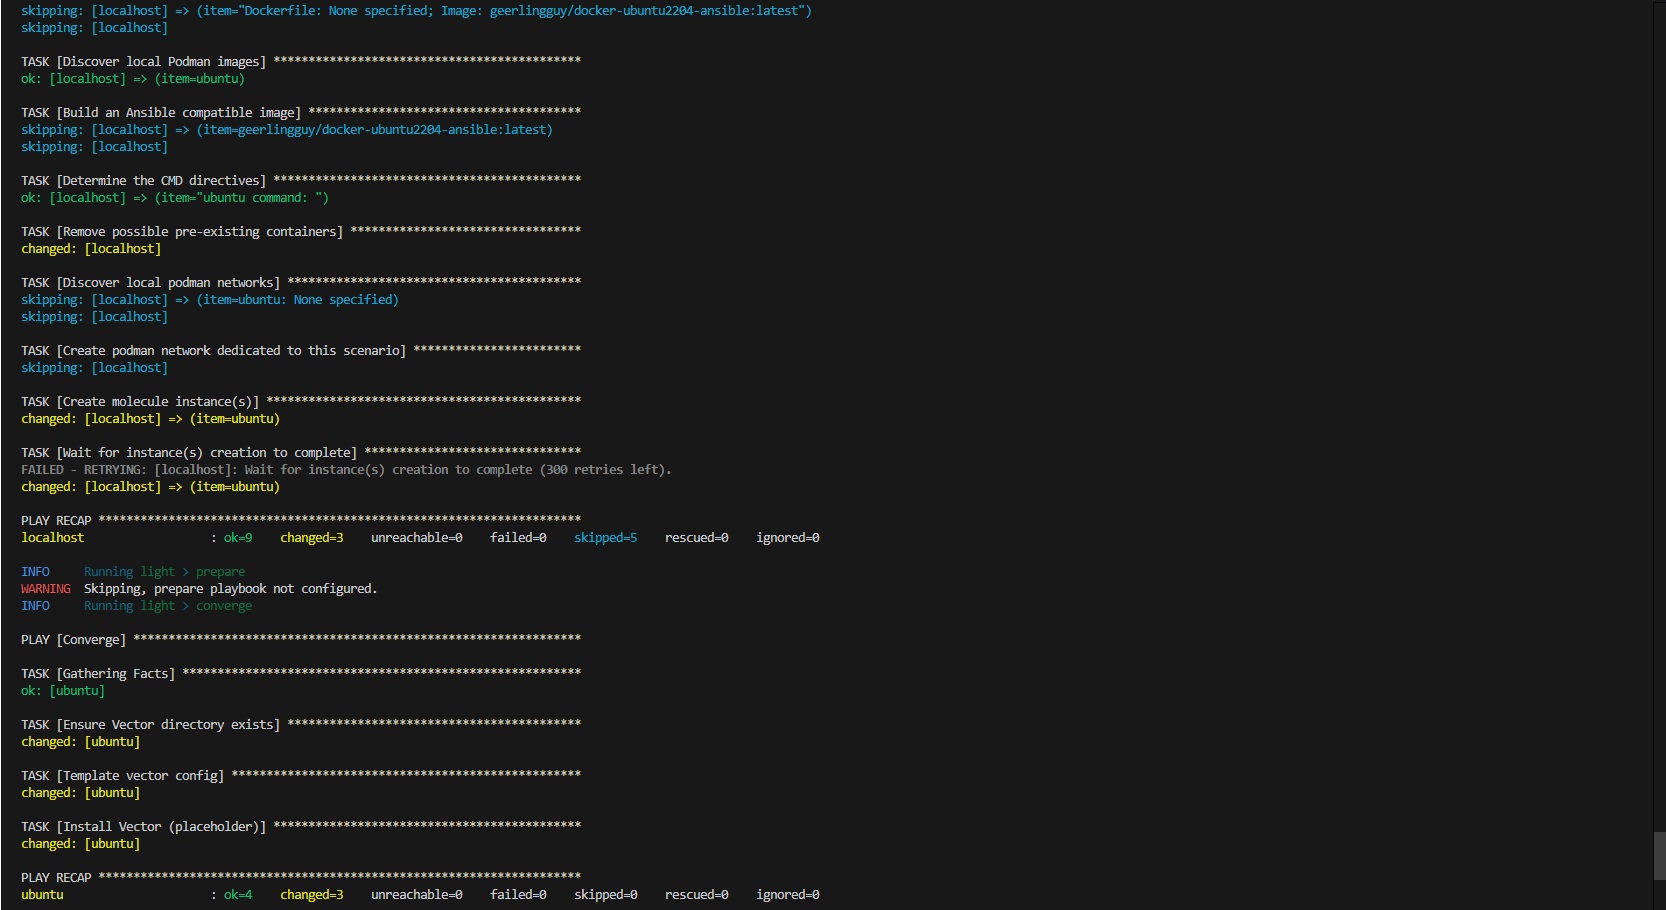 skipping: [localhost] => (item="Dockerfile: None specified; Image: geerlingguy/docker-ubuntu2204-ansible:latest")
skipping: [localhost]
TASK [Discover local Podman images] ********************************************
ok: [localhost] => (item=ubuntu)
TASK [Build an Ansible compatible image] ***************************************
skipping: [localhost] => (item=geerlingguy/docker-ubuntu2204-ansible:latest)
skipping: [localhost]
TASK [Determine the CMD directives] ********************************************
ok: [localhost] => (item="ubuntu command: ")
TASK [Remove possible pre-existing containers] *********************************
changed: [localhost]
TASK [Discover local podman networks] ******************************************
skipping: [localhost] => (item=ubuntu: None specified)
skipping: [localhost]
TASK [Create podman network dedicated to this scenario] ************************
skipping: [localhost]
TASK [Create molecule instance(s)] *********************************************
changed: [localhost] => (item=ubuntu)
TASK [Wait for instance(s) creation to complete] *******************************
FAILED - RETRYING: [localhost]: Wait for instance(s) creation to complete (300 retries left).
changed: [localhost] => (item=ubuntu)
PLAY RECAP *********************************************************************
localhost                  : ok=9    changed=3    unreachable=0    failed=0    skipped=5    rescued=0    ignored=0
INFO     Running light > prepare
WARNING  Skipping, prepare playbook not configured.
INFO     Running light > converge
PLAY [Converge] ****************************************************************
TASK [Gathering Facts] *********************************************************
ok: [ubuntu]
TASK [Ensure Vector directory exists] ******************************************
changed: [ubuntu]
TASK [Template vector config] **************************************************
changed: [ubuntu]
TASK [Install Vector (placeholder)] ********************************************
changed: [ubuntu]
PLAY RECAP *********************************************************************
ubuntu                     : ok=4    changed=3    unreachable=0    failed=0    skipped=0    rescued=0    ignored=0